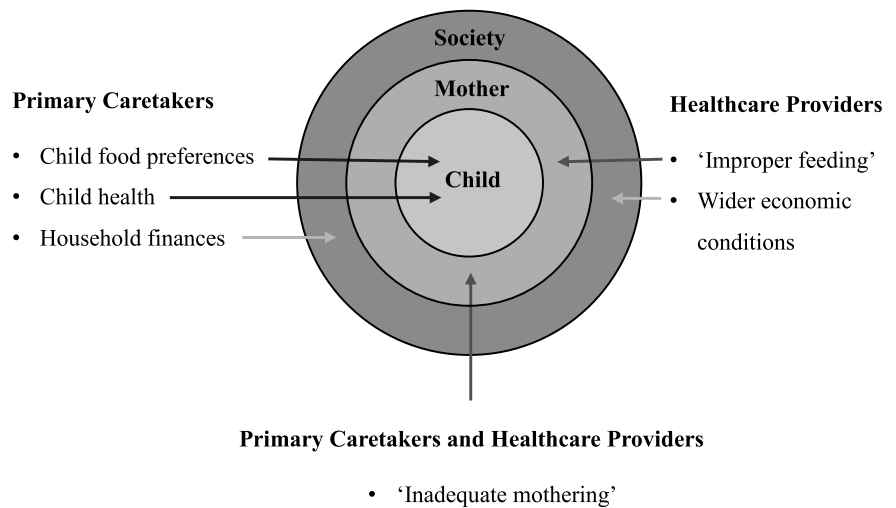 Society
Mother
Child
Primary Caretakers
• Child food preferences
• Child health
• Household finances
Healthcare Providers
• ‘Improper feeding’
• Wider economic
conditions
Primary Caretakers and Healthcare Providers
• ‘Inadequate mothering’